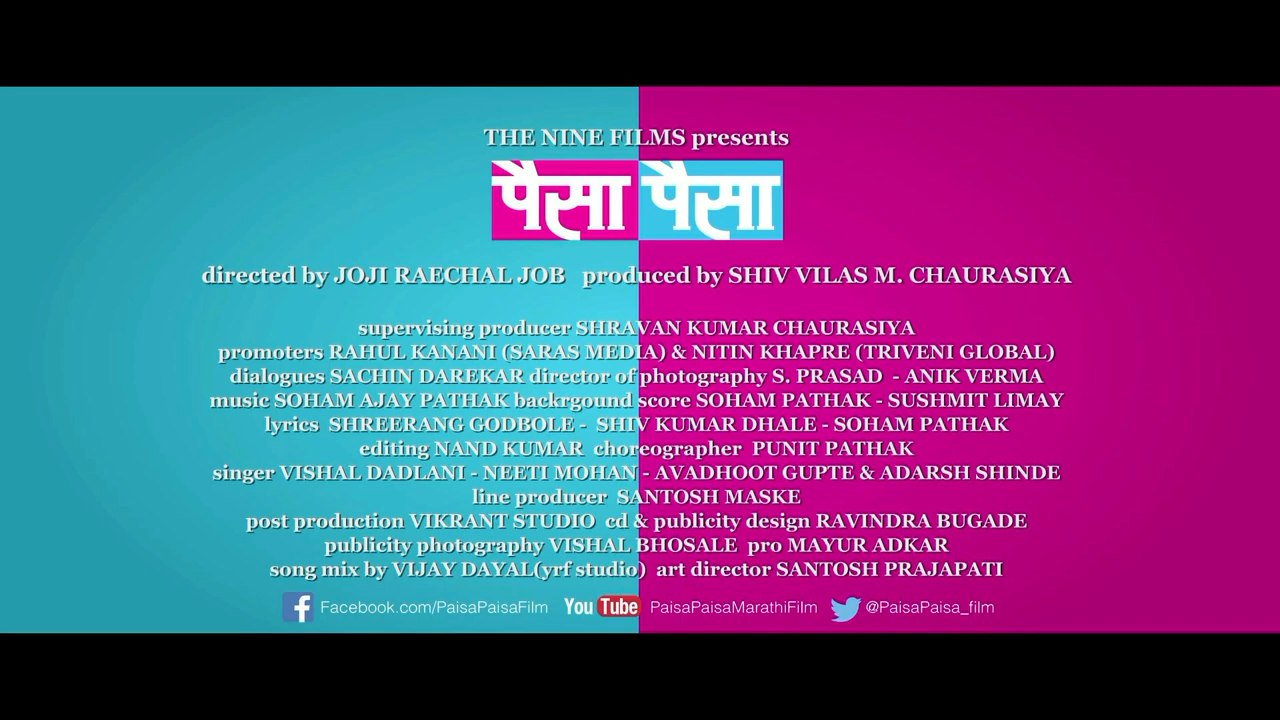 THE NINE FILMS presents
पैसा पैसा
directed by JOJI RAECHAL JOB produced by SHIV VILAS M. CHAURASIYA
supervising producer SHRAVAN KUMAR CHAURASIYA
promoters RAHUL KANANI (SARAS MEDIA) & NITIN KHAPRE (TRIVENI GLOBAL)
dialogues SACHIN DAREKAR director of photography S. PRASAD - ANIK VERMA
music SOHAM AJAY PATHAK backrgound score SOHAM PATHAK - SUSHMIT LIMAY
lyrics SHREERANG GODBOLE - SHIV KUMAR DHALE - SOHAM PATHAK
editing NAND KUMAR choreographer PUNIT PATHAK
singer VISHAL DADLANI - NEETI MOHAN - AVADHOOT GUPTE & ADARSH SHINDE
line producer SANTOSH MASKE
post production VIKRANT STUDIO cd & publicity design RAVINDRA BUGADE
publicity photography VISHAL BHOSALE pro MAYUR ADKAR
song mix by VIJAY DAYAL(yrf studio) art director SANTOSH PRAJAPATI
Facebook.com/PaisaPaisaFilm YouTube PaisaPaisaMarathiFilm @PaisaPaisa_film